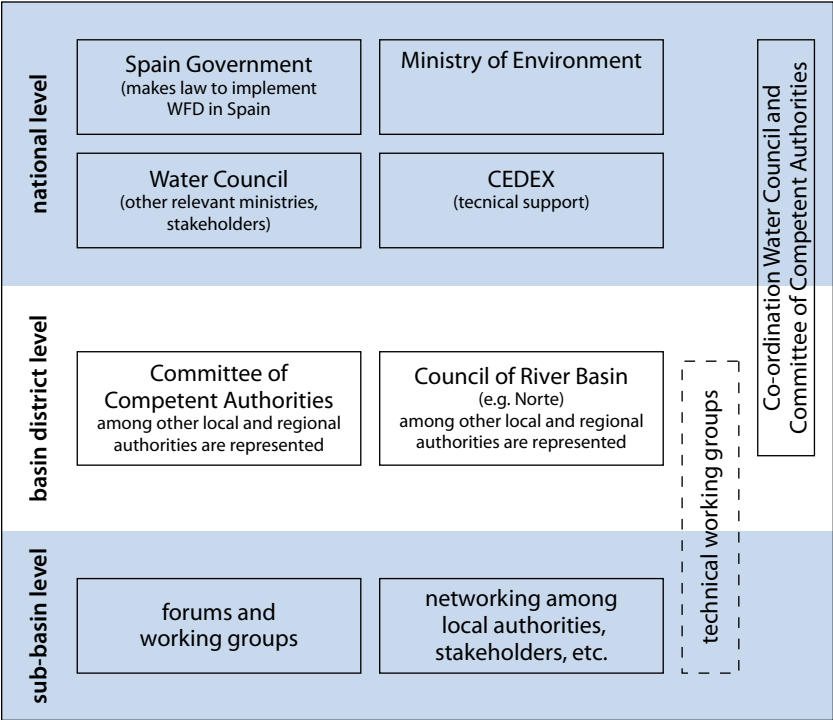 national level
Spain Government
(makes law to implement
WFD in Spain
Ministry of Environment
Water Council
(other relevant ministries,
stakeholders)
CEDEX
(tecnical support)
Co-ordination Water Council and
Committee of Competent Authorities
basin district level
Committee of
Competent Authorities
among other local and regional
authorities are represented
Council of River Basin
(e.g. Norte)
among other local and regional
authorities are represented
technical working groups
sub-basin level
forums and
working groups
networking among
local authorities,
stakeholders, etc.